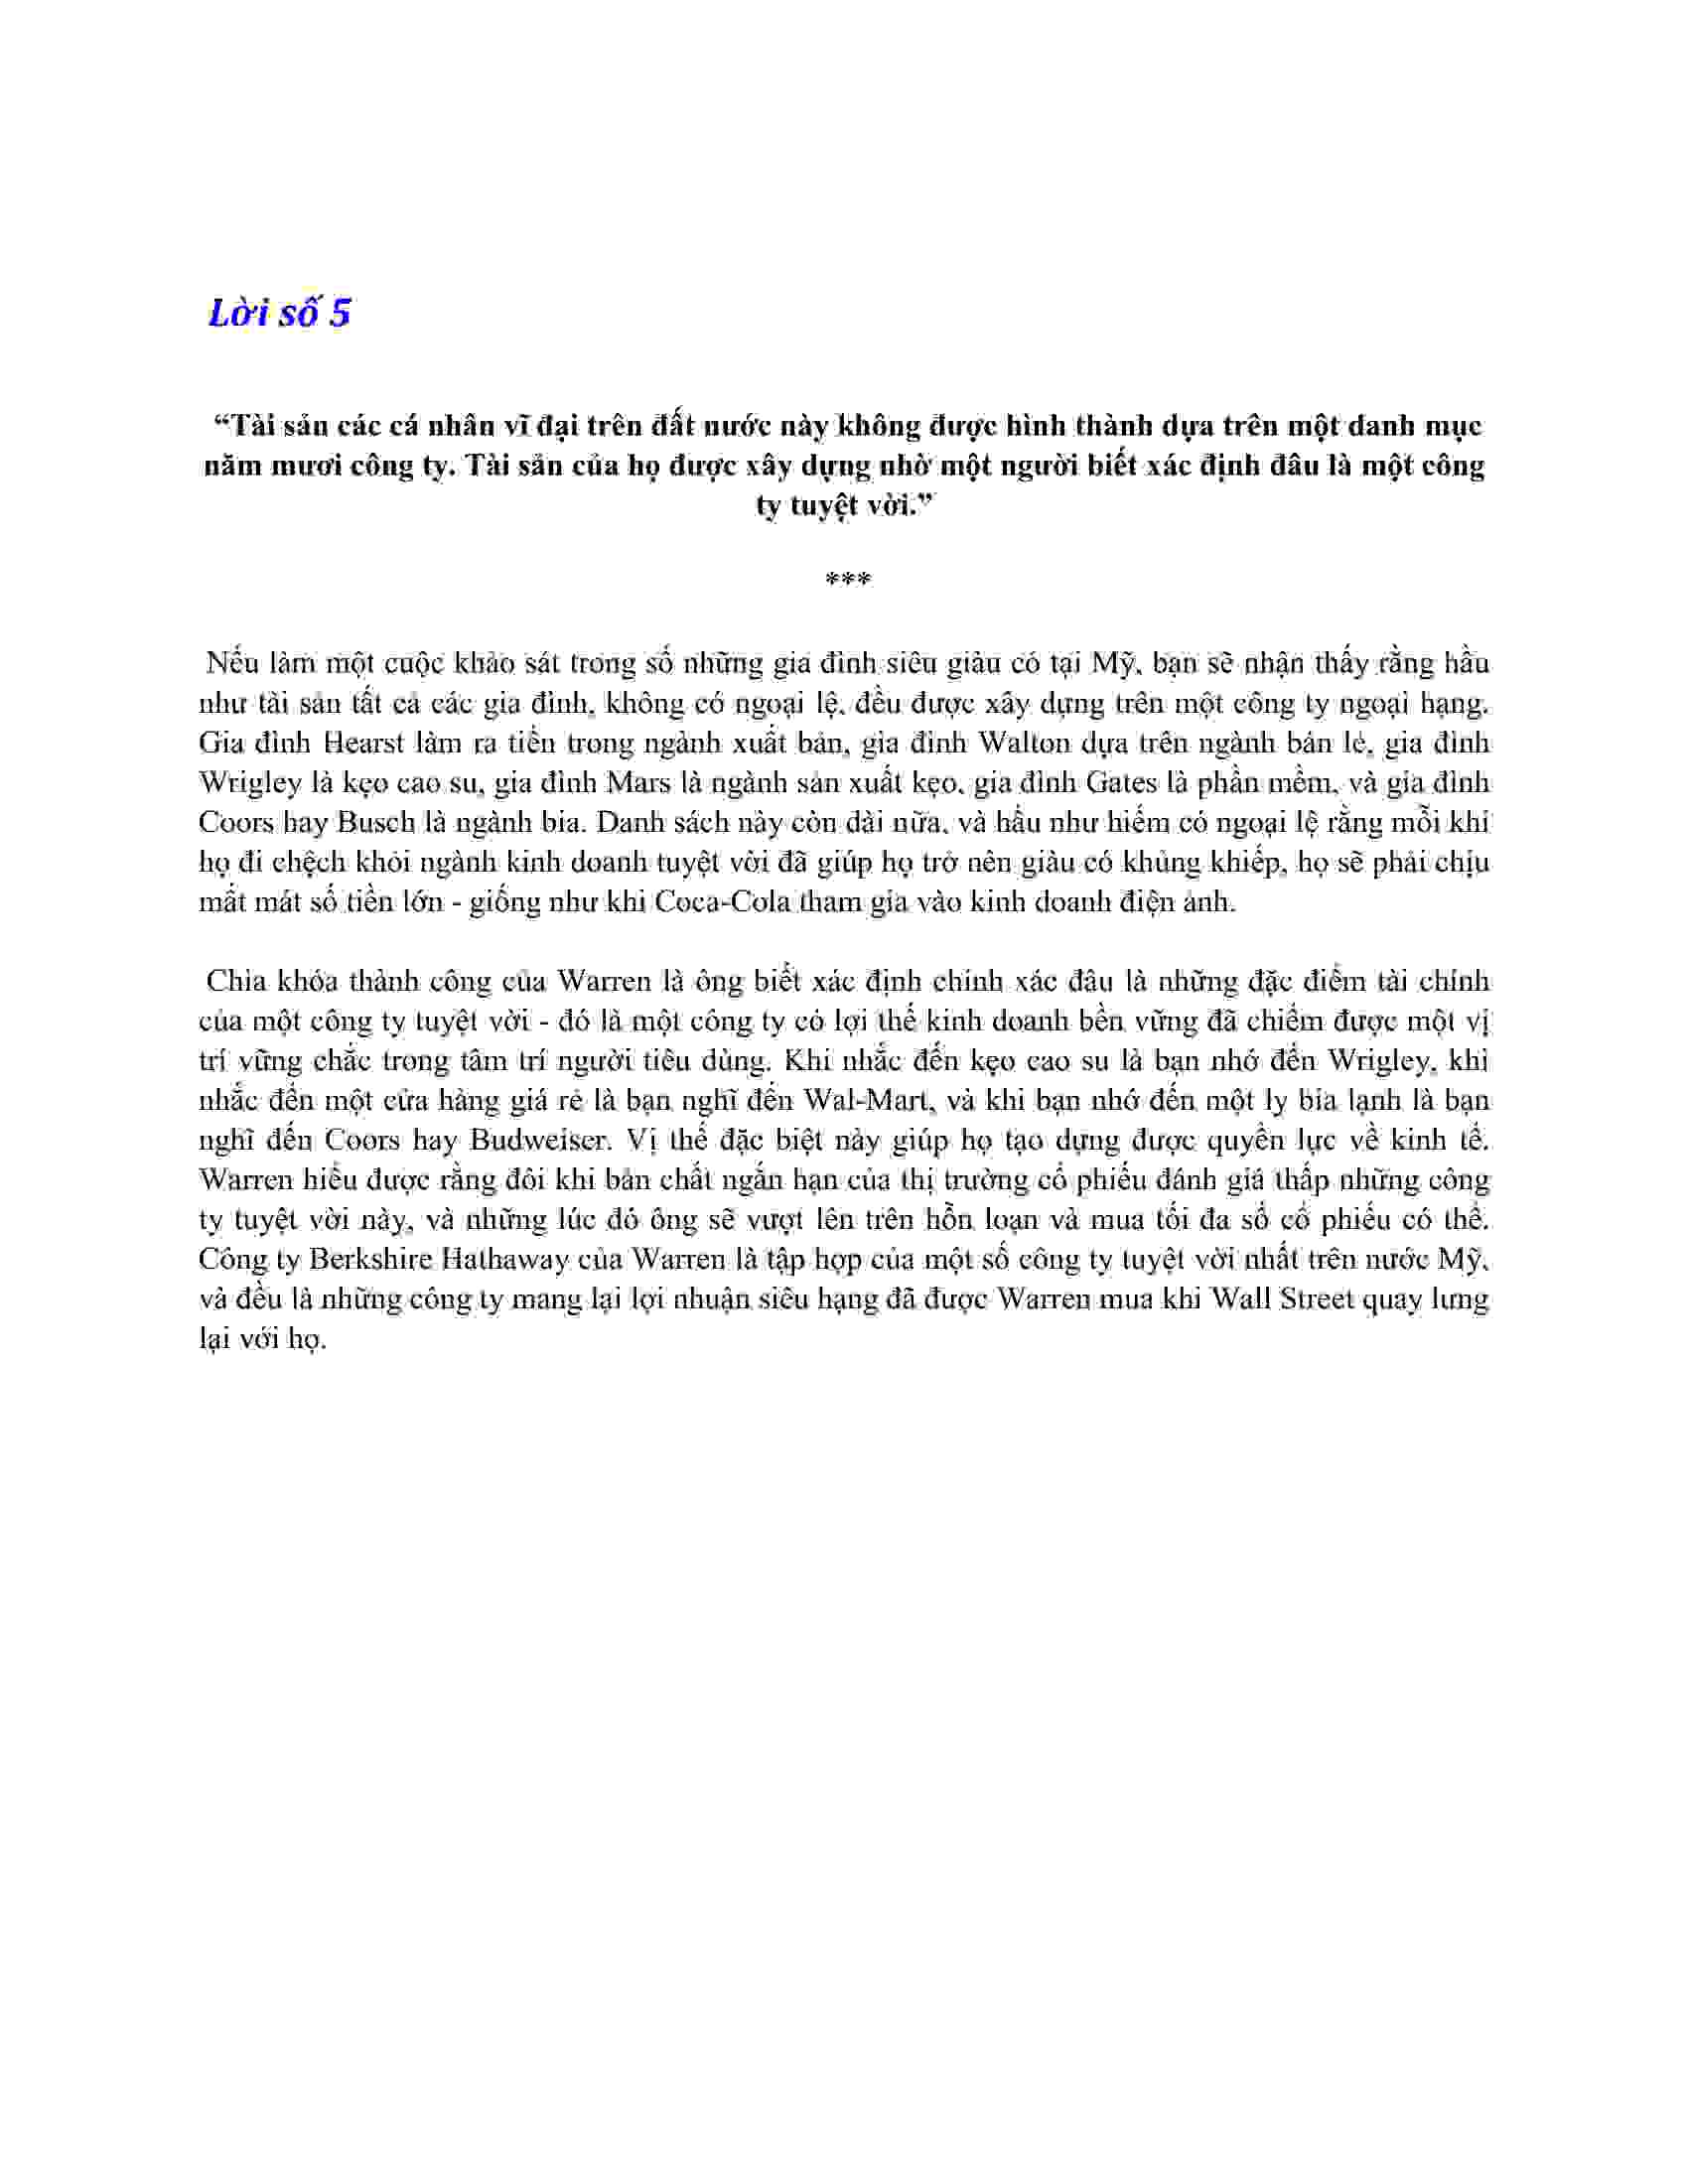 Lời số 5
“Tài sản các cá nhân vĩ đại trên đất nước này không được hình thành dựa trên một danh mục
năm mươi công ty. Tài sản của họ được xây dựng nhờ một người biết xác định đâu là một công
ty tuyệt vời.”
***
Nếu làm một cuộc khảo sát trong số những gia đình siêu giàu có tại Mỹ, bạn sẽ nhận thấy rằng hầu
như tài sản tất cả các gia đình, không có ngoại lệ, đều được xây dựng trên một công ty ngoại hạng.
Gia đình Hearst làm ra tiền trong ngành xuất bản, gia đình Walton dựa trên ngành bán lẻ, gia đình
Wrigley là kẹo cao su, gia đình Mars là ngành sản xuất kẹo, gia đình Gates là phần mềm, và gia đình
Coors hay Busch là ngành bia. Danh sách này còn dài nữa, và hầu như hiếm có ngoại lệ rằng mỗi khi
họ đi chệch khỏi ngành kinh doanh tuyệt vời đã giúp họ trở nên giàu có khủng khiếp, họ sẽ phải chịu
mất mát số tiền lớn - giống như khi Coca-Cola tham gia vào kinh doanh điện ảnh.
Chìa khóa thành công của Warren là ông biết xác định chính xác đâu là những đặc điểm tài chính
của một công ty tuyệt vời - đó là một công ty có lợi thế kinh doanh bền vững đã chiếm được một vị
trí vững chắc trong tâm trí người tiêu dùng. Khi nhắc đến kẹo cao su là bạn nhớ đến Wrigley, khi
nhắc đến một cửa hàng giá rẻ là bạn nghĩ đến Wal-Mart, và khi bạn nhớ đến một ly bia lạnh là bạn
nghĩ đến Coors hay Budweiser. Vị thế đặc biệt này giúp họ tạo dựng được quyền lực về kinh tế.
Warren hiểu được rằng đôi khi bản chất ngắn hạn của thị trường cổ phiếu đánh giá thấp những công
ty tuyệt vời này, và những lúc đó ông sẽ vượt lên trên hỗn loạn và mua tối đa số cổ phiếu có thể.
Công ty Berkshire Hathaway của Warren là tập hợp của một số công ty tuyệt vời nhất trên nước Mỹ,
và đều là những công ty mang lại lợi nhuận siêu hạng đã được Warren mua khi Wall Street quay lưng
lại với họ.